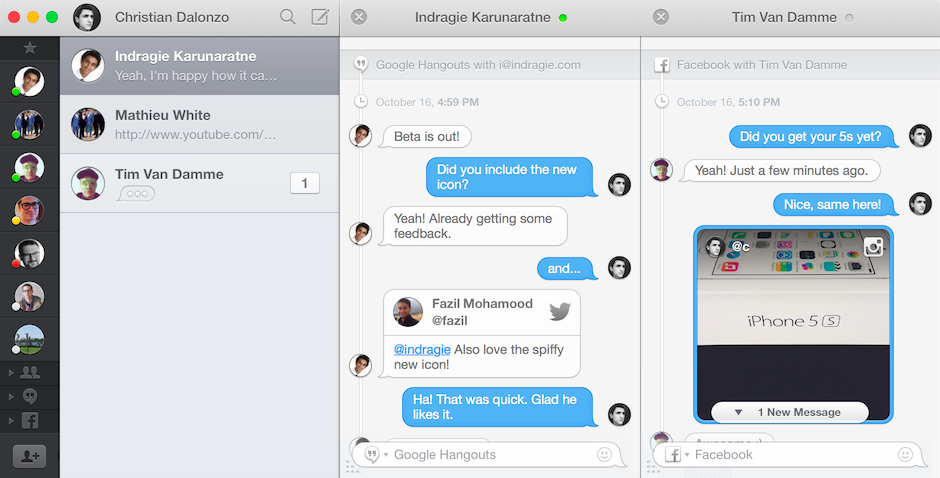 Christian Dalonzo
Indragie Karunaratne
Yeah, I'm happy how it ca…
Mathieu White
http://www.youtube.com/…
Tim Van Damme
1
Indragie Karunaratne
Google Hangouts with i@indragie.com
October 16, 4:59 PM
Beta is out!
Did you include the new
icon?
Yeah! Already getting some
feedback.
and...
Fazil Mohamood
@fazil
@indragie Also love the spiffy
new icon!
Ha! That was quick. Glad he
likes it.
Google Hangouts
Tim Van Damme
Facebook with Tim Van Damme
October 16, 5:10 PM
Did you get your 5s yet?
Yeah! Just a few minutes ago.
Nice, same here!
@c
iPhone 5 S
1 New Message
Awesome :)
Facebook